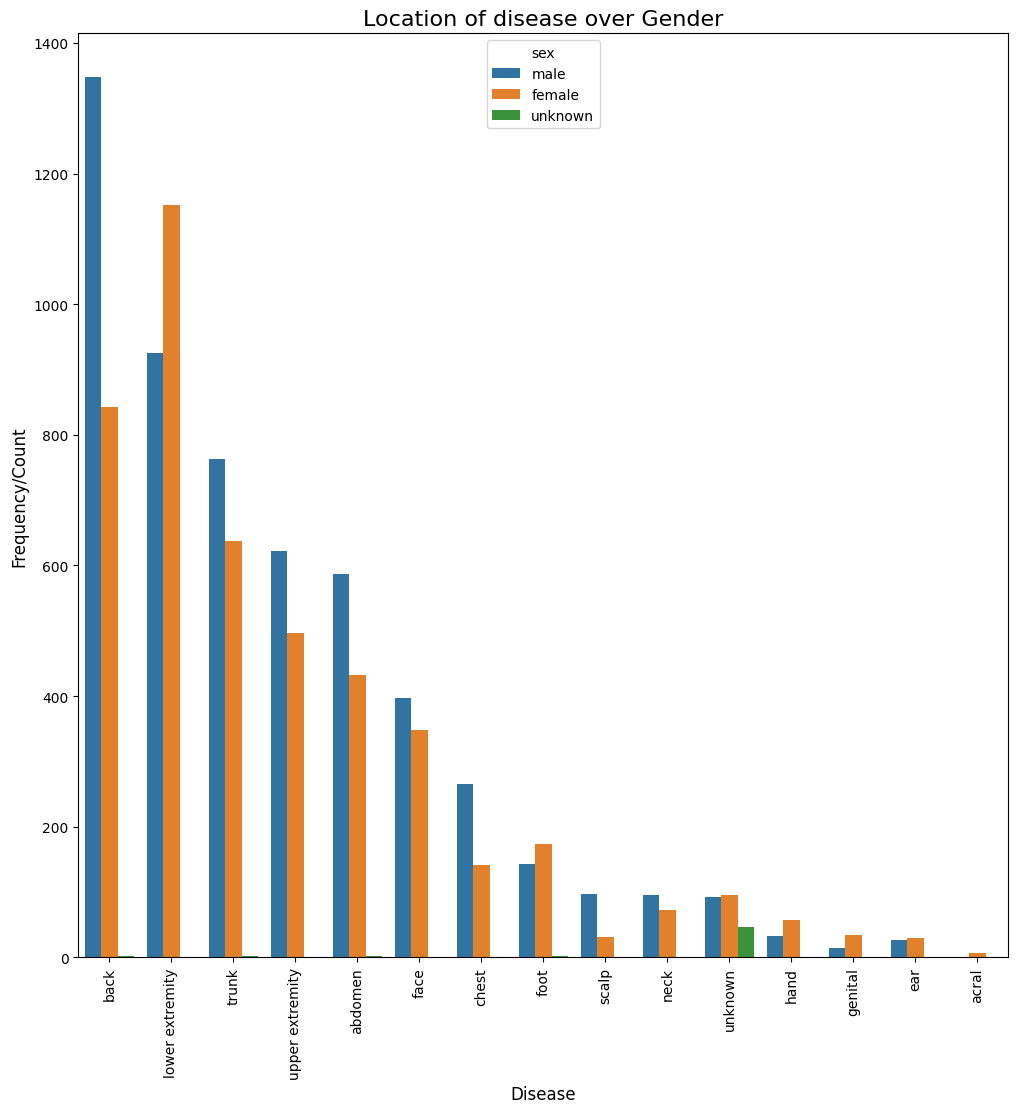 Location of disease over Gender
sex
male
female
unknown
1400
1200
1000
800
600
400
200
0
Frequency/Count
back
lower extremity
trunk
upper extremity
abdomen
face
chest
foot
scalp
neck
unknown
hand
genital
ear
acral
Disease